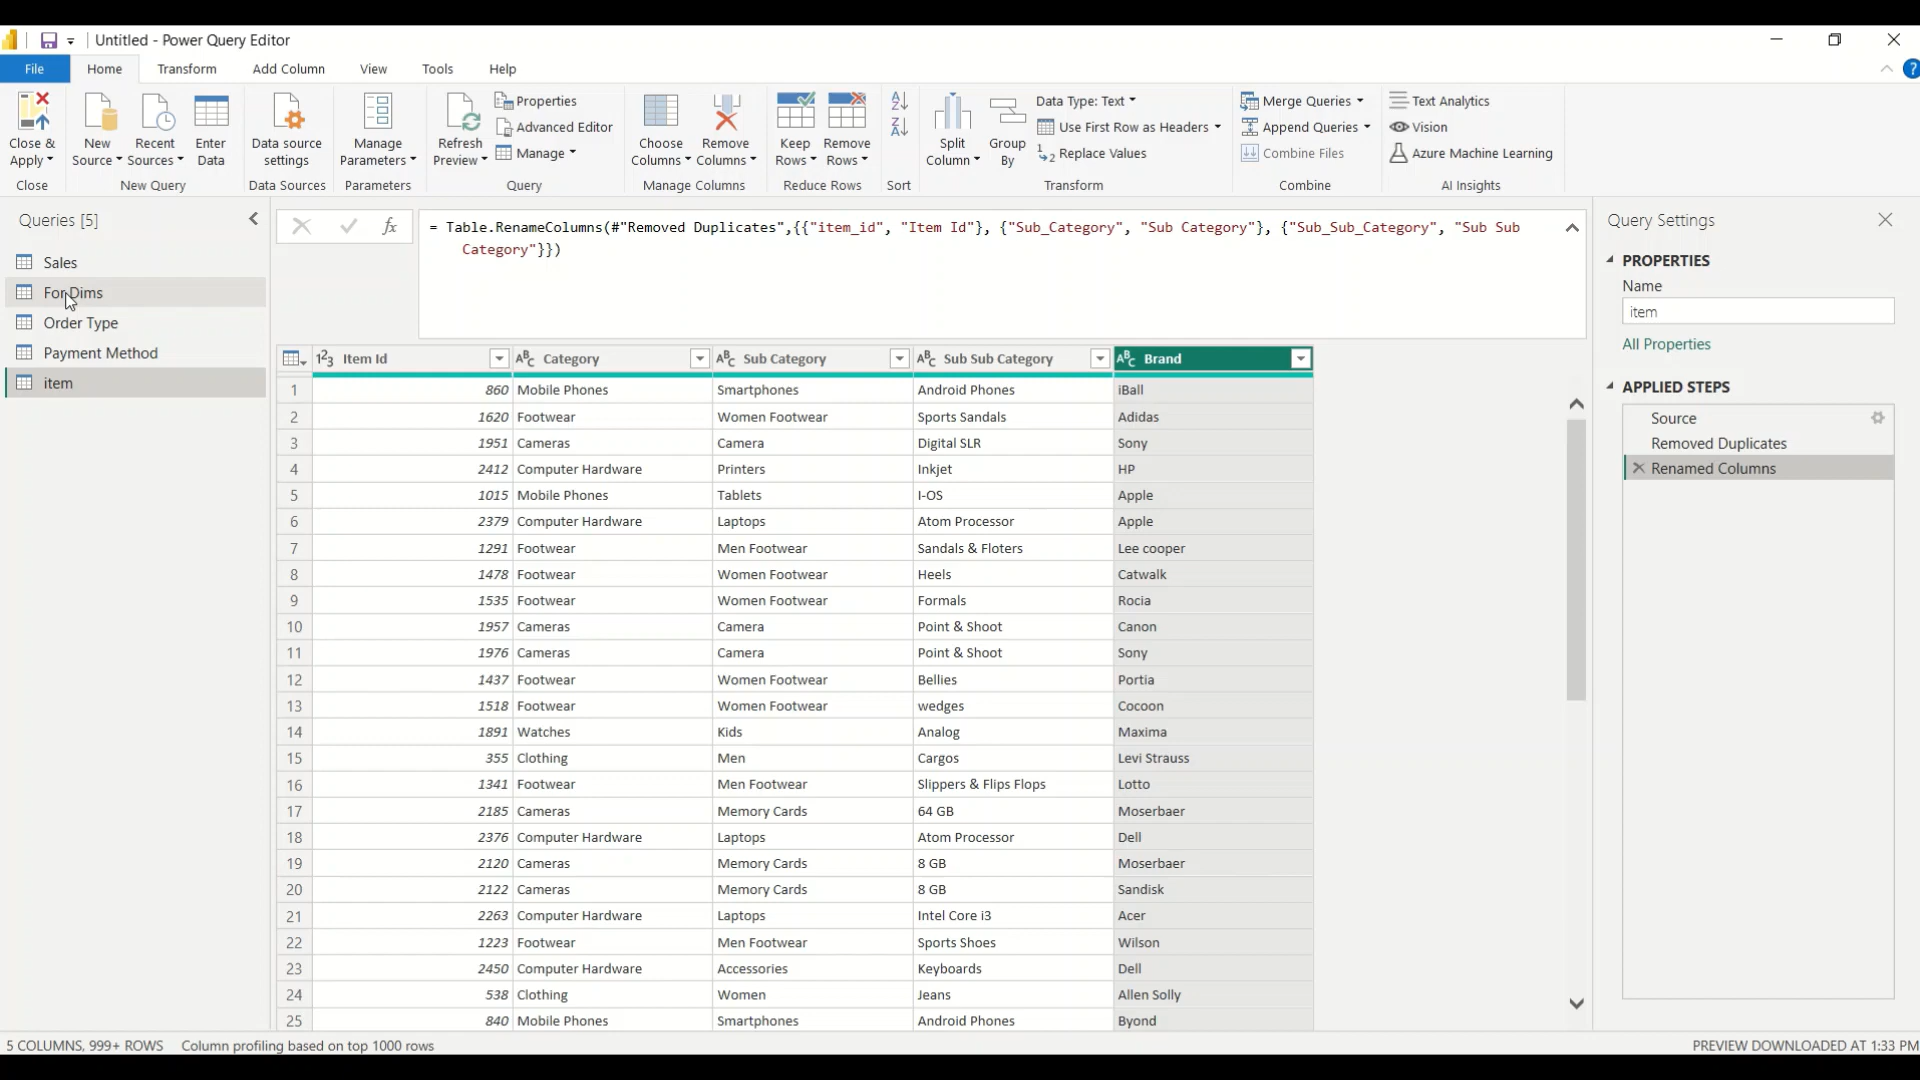 Untitled - Power Query Editor
File Home Transform Add Column View Tools Help
Close & Apply
New Source
Recent Sources
Enter Data
Data source settings
Manage Parameters
Refresh Preview
Properties
Advanced Editor
Manage
Choose Columns
Remove Columns
Keep Rows
Remove Rows
A Z
Z A
Split Column
Group By
Data Type: Text
Use First Row as Headers
Replace Values
Merge Queries
Append Queries
Combine Files
Text Analytics
Vision
Azure Machine Learning
Close New Query Data Sources Parameters Query Manage Columns Reduce Rows Sort Transform Combine AI Insights
Queries [5]
Sales
For Dims
Order Type
Payment Method
item
fx
= Table.RenameColumns(#"Removed Duplicates",{{"item_id", "Item Id"}, {"Sub_Category", "Sub Category"}, {"Sub_Sub_Category", "Sub Sub
Category"}})
Item Id Category Sub Category Sub Sub Category Brand
1 860 Mobile Phones Smartphones Android Phones iBall
2 1620 Footwear Women Footwear Sports Sandals Adidas
3 1951 Cameras Camera Digital SLR Sony
4 2412 Computer Hardware Printers Inkjet HP
5 1015 Mobile Phones Tablets I-OS Apple
6 2379 Computer Hardware Laptops Atom Processor Apple
7 1291 Footwear Men Footwear Sandals & Floters Lee cooper
8 1478 Footwear Women Footwear Heels Catwalk
9 1535 Footwear Women Footwear Formals Rocia
10 1957 Cameras Camera Point & Shoot Canon
11 1976 Cameras Camera Point & Shoot Sony
12 1437 Footwear Women Footwear Bellies Portia
13 1518 Footwear Women Footwear wedges Cocoon
14 1891 Watches Kids Analog Maxima
15 355 Clothing Men Cargos Levi Strauss
16 1341 Footwear Men Footwear Slippers & Flips Flops Lotto
17 2185 Cameras Memory Cards 64 GB Moserbaer
18 2376 Computer Hardware Laptops Atom Processor Dell
19 2120 Cameras Memory Cards 8 GB Moserbaer
20 2122 Cameras Memory Cards 8 GB Sandisk
21 2263 Computer Hardware Laptops Intel Core i3 Acer
22 1223 Footwear Men Footwear Sports Shoes Wilson
23 2450 Computer Hardware Accessories Keyboards Dell
24 538 Clothing Women Jeans Allen Solly
25 840 Mobile Phones Smartphones Android Phones Byond
Query Settings
PROPERTIES
Name
item
All Properties
APPLIED STEPS
Source
Removed Duplicates
Renamed Columns
5 COLUMNS, 999+ ROWS Column profiling based on top 1000 rows
PREVIEW DOWNLOADED AT 1:33 PM